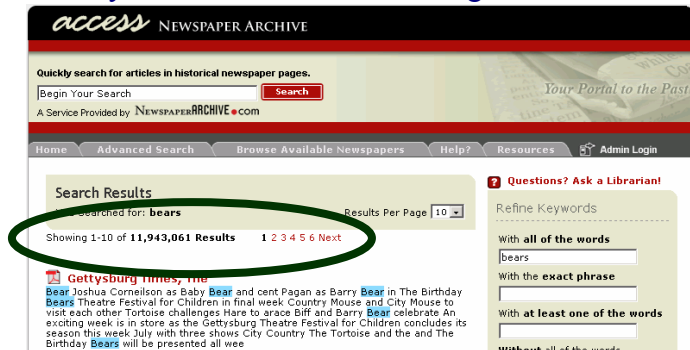 access NEWSPAPER ARCHIVE
Quickly search for articles in historical newspaper pages.
Begin Your Search Search
Your Portal to the Past
A Service Provided by NEWSPAPERARCHIVE.com
Home Advanced Search Browse Available Newspapers Help? Resources Admin Login
Search Results
Searched for: bears Results Per Page 10
Showing 1-10 of 11,943,061 Results 1 2 3 4 5 6 Next
Gettysburg Times, The
Bear Joshua Corneilson as Baby Bear and cent Pagan as Barry Bear in The Birthday
Bears Theatre Festival for Children in final week Country Mouse and City Mouse to
visit each other Tortoise challenges Hare to arace Biff and Barry Bear celebrate An
exciting week is in store as the Gettysburg Theatre Festival for Children concludes its
season this week July with three shows City Country The Tortoise and the and The
Birthday Bears will be presented all wee
Questions? Ask a Librarian!
Refine Keywords
With all of the words
bears
With the exact phrase
With at least one of the words
Without all of the words